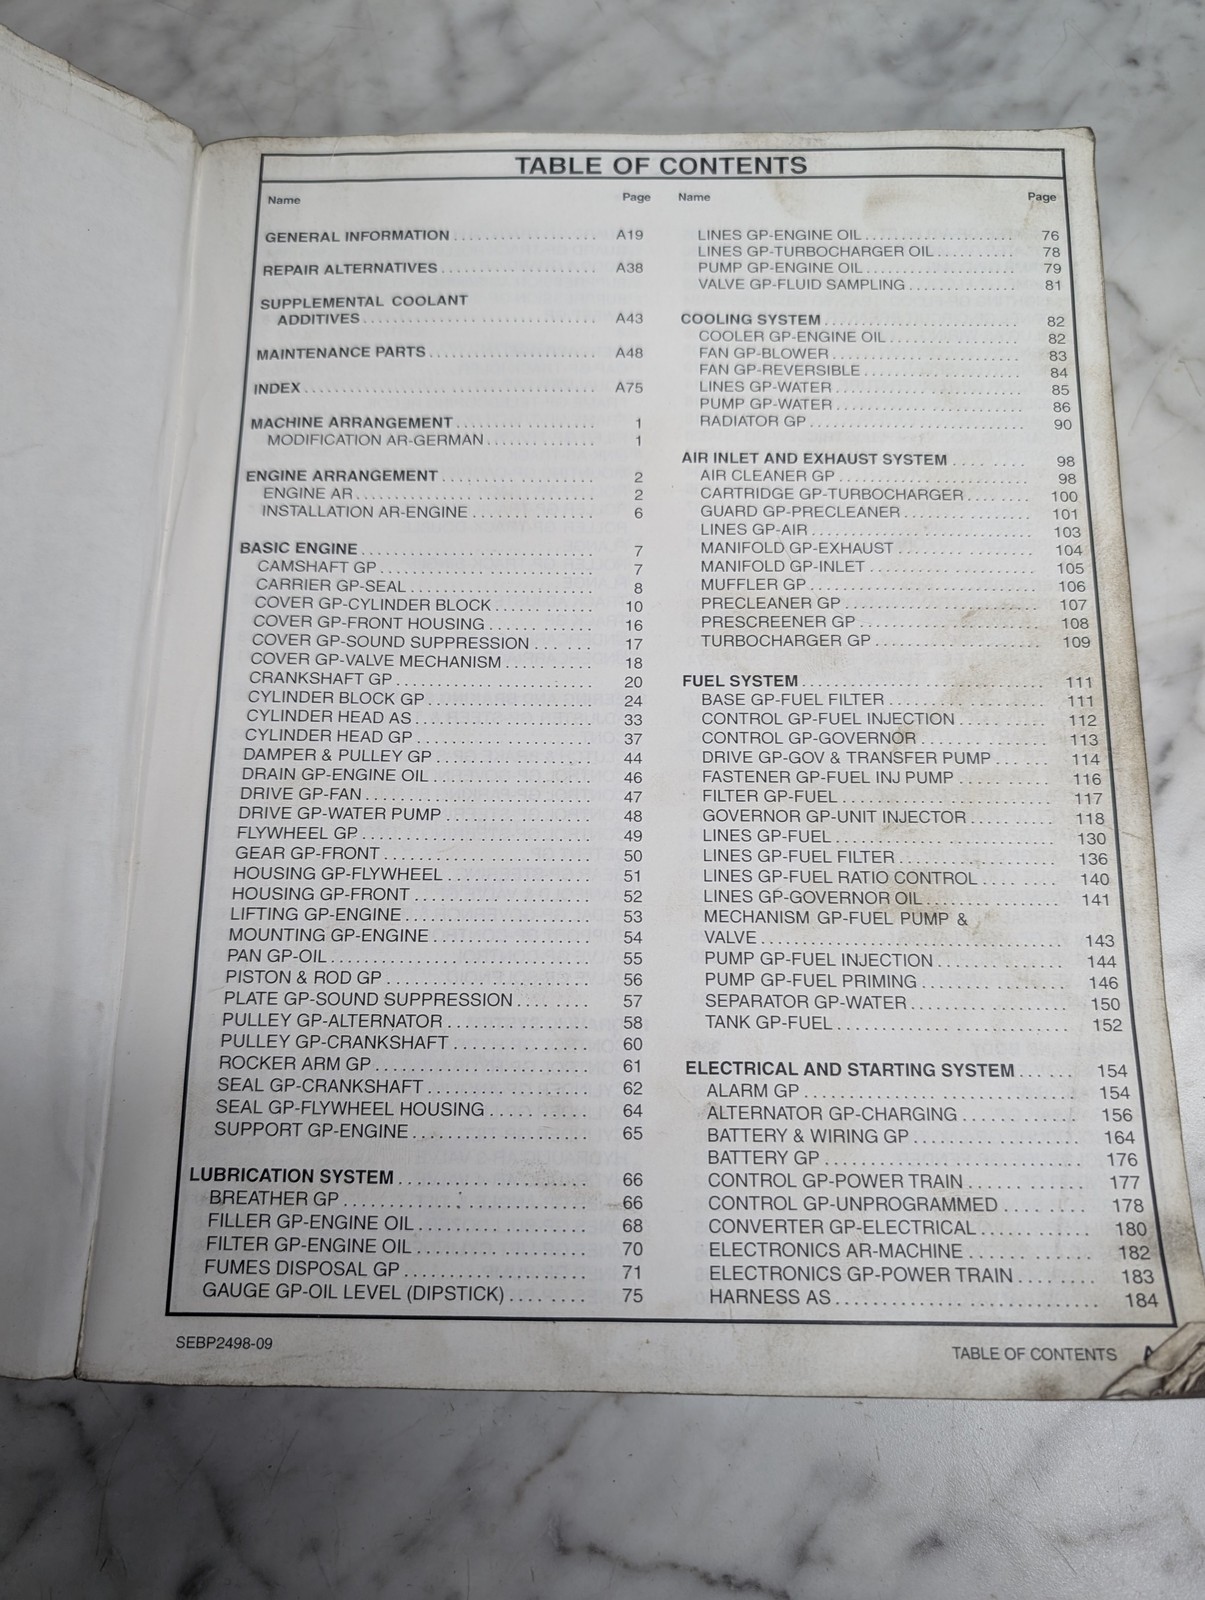 TABLE OF CONTENTS
Name Page
GENERAL INFORMATION A19
REPAIR ALTERNATIVES A38
SUPPLEMENTAL COOLANT
ADDITIVES A43
MAINTENANCE PARTS A48
INDEX A75
MACHINE ARRANGEMENT 1
MODIFICATION AR-GERMAN 1
ENGINE ARRANGEMENT 2
ENGINE AR 2
INSTALLATION AR-ENGINE 6
BASIC ENGINE 7
CAMSHAFT GP 7
CARRIER GP-SEAL 8
COVER GP-CYLINDER BLOCK 10
COVER GP-FRONT HOUSING 16
COVER GP-SOUND SUPPRESSION 17
COVER GP-VALVE MECHANISM 18
CRANKSHAFT GP 20
CYLINDER BLOCK GP 24
CYLINDER HEAD AS 33
CYLINDER HEAD GP 37
DAMPER & PULLEY GP 44
DRAIN GP-ENGINE OIL 46
DRIVE GP-FAN 47
DRIVE GP-WATER PUMP 48
FLYWHEEL GP 49
GEAR GP-FRONT 50
HOUSING GP-FLYWHEEL 51
HOUSING GP-FRONT 52
LIFTING GP-ENGINE 53
MOUNTING GP-ENGINE 54
PAN GP-OIL 55
PISTON & ROD GP 56
PLATE GP-SOUND SUPPRESSION 57
PULLEY GP-ALTERNATOR 58
PULLEY GP-CRANKSHAFT 60
ROCKER ARM GP 61
SEAL GP-CRANKSHAFT 62
SEAL GP-FLYWHEEL HOUSING 64
SUPPORT GP-ENGINE 65
LUBRICATION SYSTEM 66
BREATHER GP 66
FILLER GP-ENGINE OIL 68
FILTER GP-ENGINE OIL 70
FUMES DISPOSAL GP 71
GAUGE GP-OIL LEVEL (DIPSTICK) 75
Name Page
LINES GP-ENGINE OIL 76
LINES GP-TURBOCHARGER OIL 78
PUMP GP-ENGINE OIL 79
VALVE GP-FLUID SAMPLING 81
COOLING SYSTEM 82
COOLER GP-ENGINE OIL 82
FAN GP-BLOWER 83
FAN GP-REVERSIBLE 84
LINES GP-WATER 85
PUMP GP-WATER 86
RADIATOR GP 90
AIR INLET AND EXHAUST SYSTEM 98
AIR CLEANER GP 98
CARTRIDGE GP-TURBOCHARGER 100
GUARD GP-PRECLEANER 101
LINES GP-AIR 103
MANIFOLD GP-EXHAUST 104
MANIFOLD GP-INLET 105
MUFFLER GP 106
PRECLEANER GP 107
PRESCREENER GP 108
TURBOCHARGER GP 109
FUEL SYSTEM 111
BASE GP-FUEL FILTER 111
CONTROL GP-FUEL INJECTION 112
CONTROL GP-GOVERNOR 113
DRIVE GP-GOV & TRANSFER PUMP 114
FASTENER GP-FUEL INJ PUMP 116
FILTER GP-FUEL 117
GOVERNOR GP-UNIT INJECTOR 118
LINES GP-FUEL 130
LINES GP-FUEL FILTER 136
LINES GP-FUEL RATIO CONTROL 140
LINES GP-GOVERNOR OIL 141
MECHANISM GP-FUEL PUMP &
VALVE 143
PUMP GP-FUEL INJECTION 144
PUMP GP-FUEL PRIMING 146
SEPARATOR GP-WATER 150
TANK GP-FUEL 152
ELECTRICAL AND STARTING SYSTEM 154
ALARM GP 154
ALTERNATOR GP-CHARGING 156
BATTERY & WIRING GP 164
BATTERY GP 176
CONTROL GP-POWER TRAIN 177
CONTROL GP-UNPROGRAMMED 178
CONVERTER GP-ELECTRICAL 180
ELECTRONICS AR-MACHINE 182
ELECTRONICS GP-POWER TRAIN 183
HARNESS AS 184
SEBP2498-09
TABLE OF CONTENTS